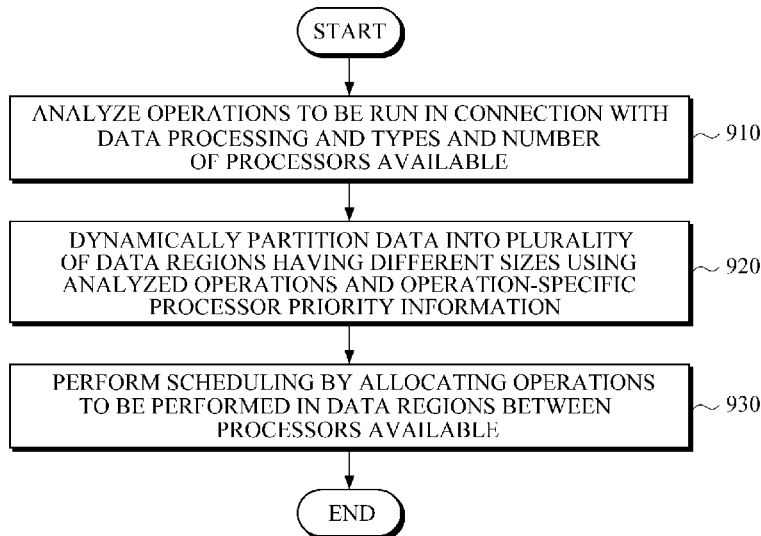 START
ANALYZE OPERATIONS TO BE RUN IN CONNECTION WITH
DATA PROCESSING AND TYPES AND NUMBER
OF PROCESSORS AVAILABLE
910
DYNAMICALLY PARTITION DATA INTO PLURALITY
OF DATA REGIONS HAVING DIFFERENT SIZES USING
ANALYZED OPERATIONS AND OPERATION-SPECIFIC
PROCESSOR PRIORITY INFORMATION
920
PERFORM SCHEDULING BY ALLOCATING OPERATIONS
TO BE PERFORMED IN DATA REGIONS BETWEEN
PROCESSORS AVAILABLE
930
END